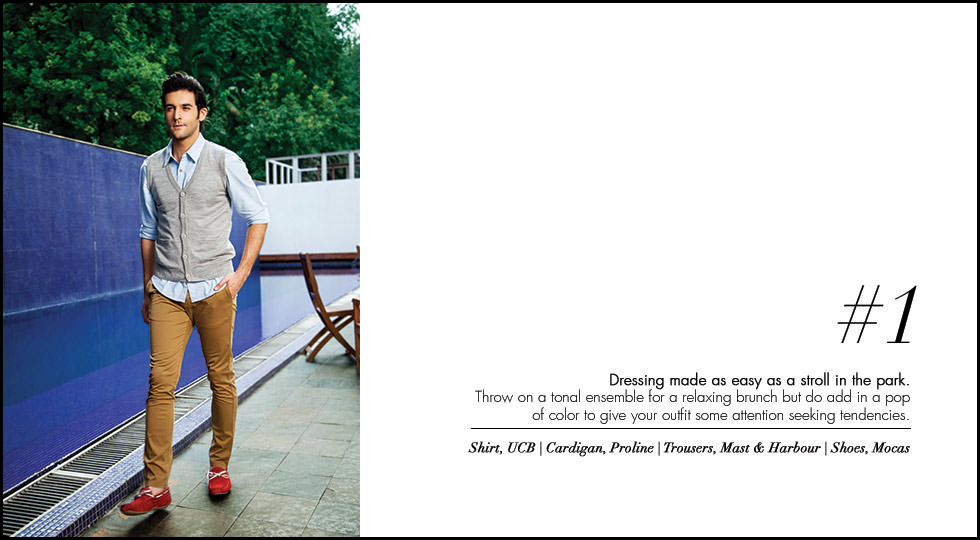 #1
Dressing made as easy as a stroll in the park.
Throw on a tonal ensemble for a relaxing brunch but do add in a pop
of color to give your outfit some attention seeking tendencies.
Shirt, UCB | Cardigan, Proline | Trousers, Mast & Harbour | Shoes, Mocas